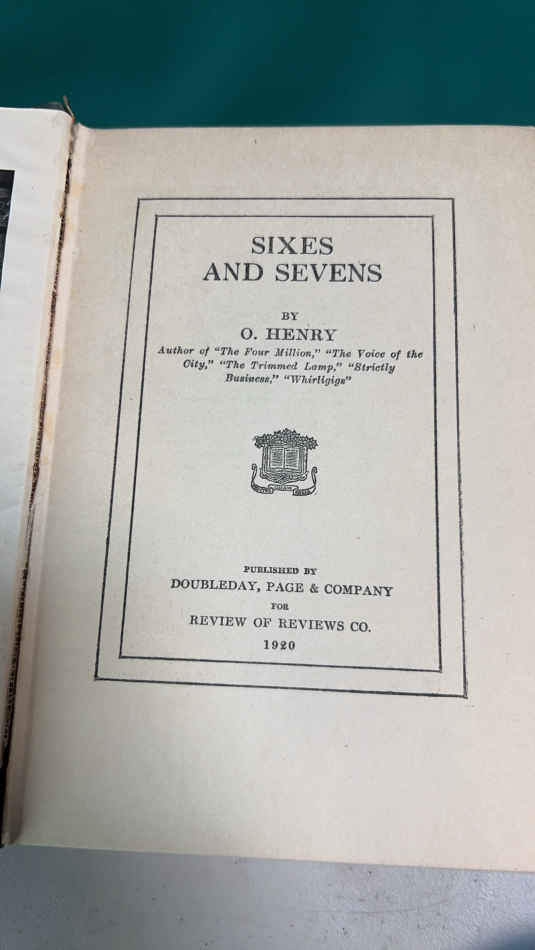 SIXES
AND SEVENS
BY
O. HENRY
Author of "The Four Million," "The Voice of the
City," "The Trimmed Lamp," "Strictly
Business," "Whirligigs"
PUBLISHED BY
DOUBLEDAY, PAGE & COMPANY
FOR
REVIEW OF REVIEWS CO.
1920